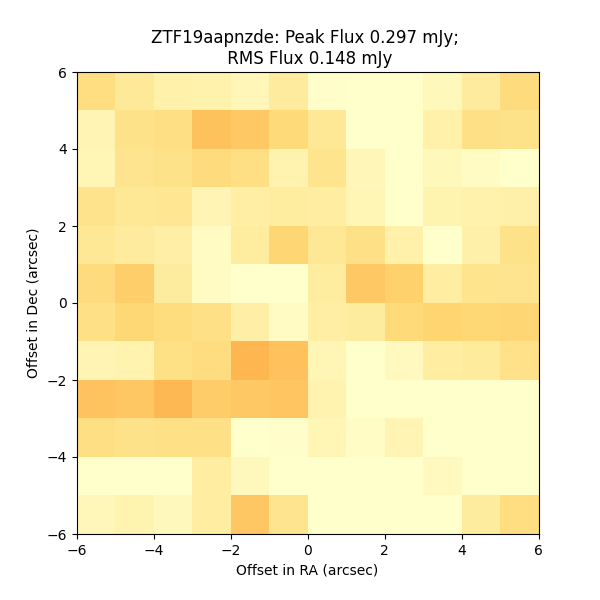 ZTF19aapnzde: Peak Flux 0.297 mJy;
RMS Flux 0.148 mJy
6
4
2
0
−2
−4
−6
Offset in Dec (arcsec)
−6 −4 −2 0 2 4 6
Offset in RA (arcsec)